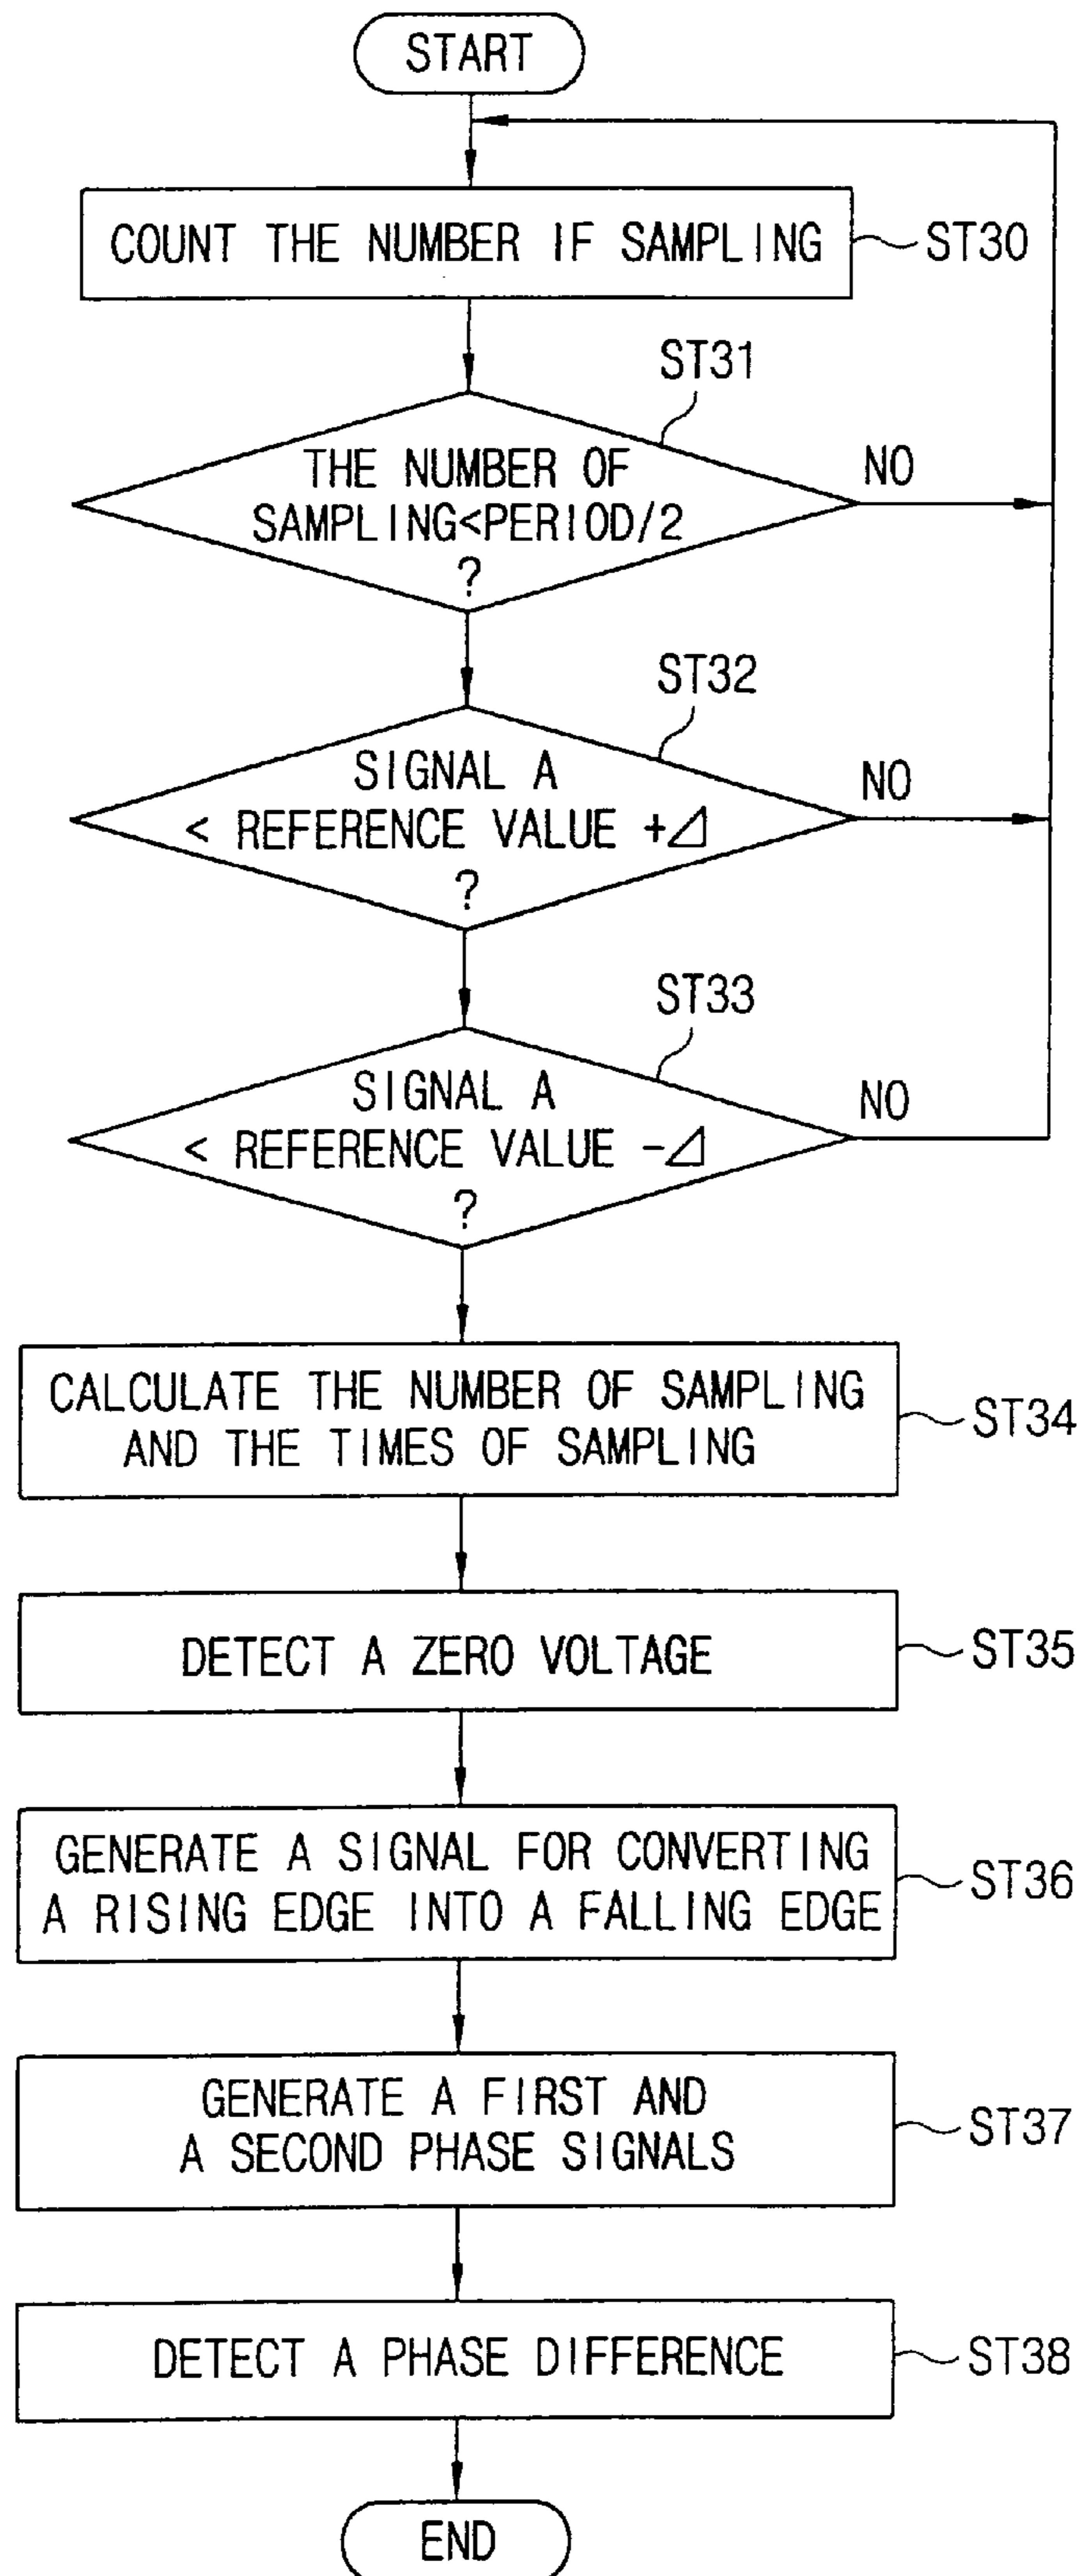 START
COUNT THE NUMBER IF SAMPLING
ST30
ST31
THE NUMBER OF
SAMPLING<PERIOD/2
?
NO
ST32
SIGNAL A
< REFERENCE VALUE +⊿
?
NO
ST33
SIGNAL A
< REFERENCE VALUE -⊿
?
NO
CALCULATE THE NUMBER OF SAMPLING
AND THE TIMES OF SAMPLING
ST34
DETECT A ZERO VOLTAGE
ST35
GENERATE A SIGNAL FOR CONVERTING
A RISING EDGE INTO A FALLING EDGE
ST36
GENERATE A FIRST AND
A SECOND PHASE SIGNALS
ST37
DETECT A PHASE DIFFERENCE
ST38
END